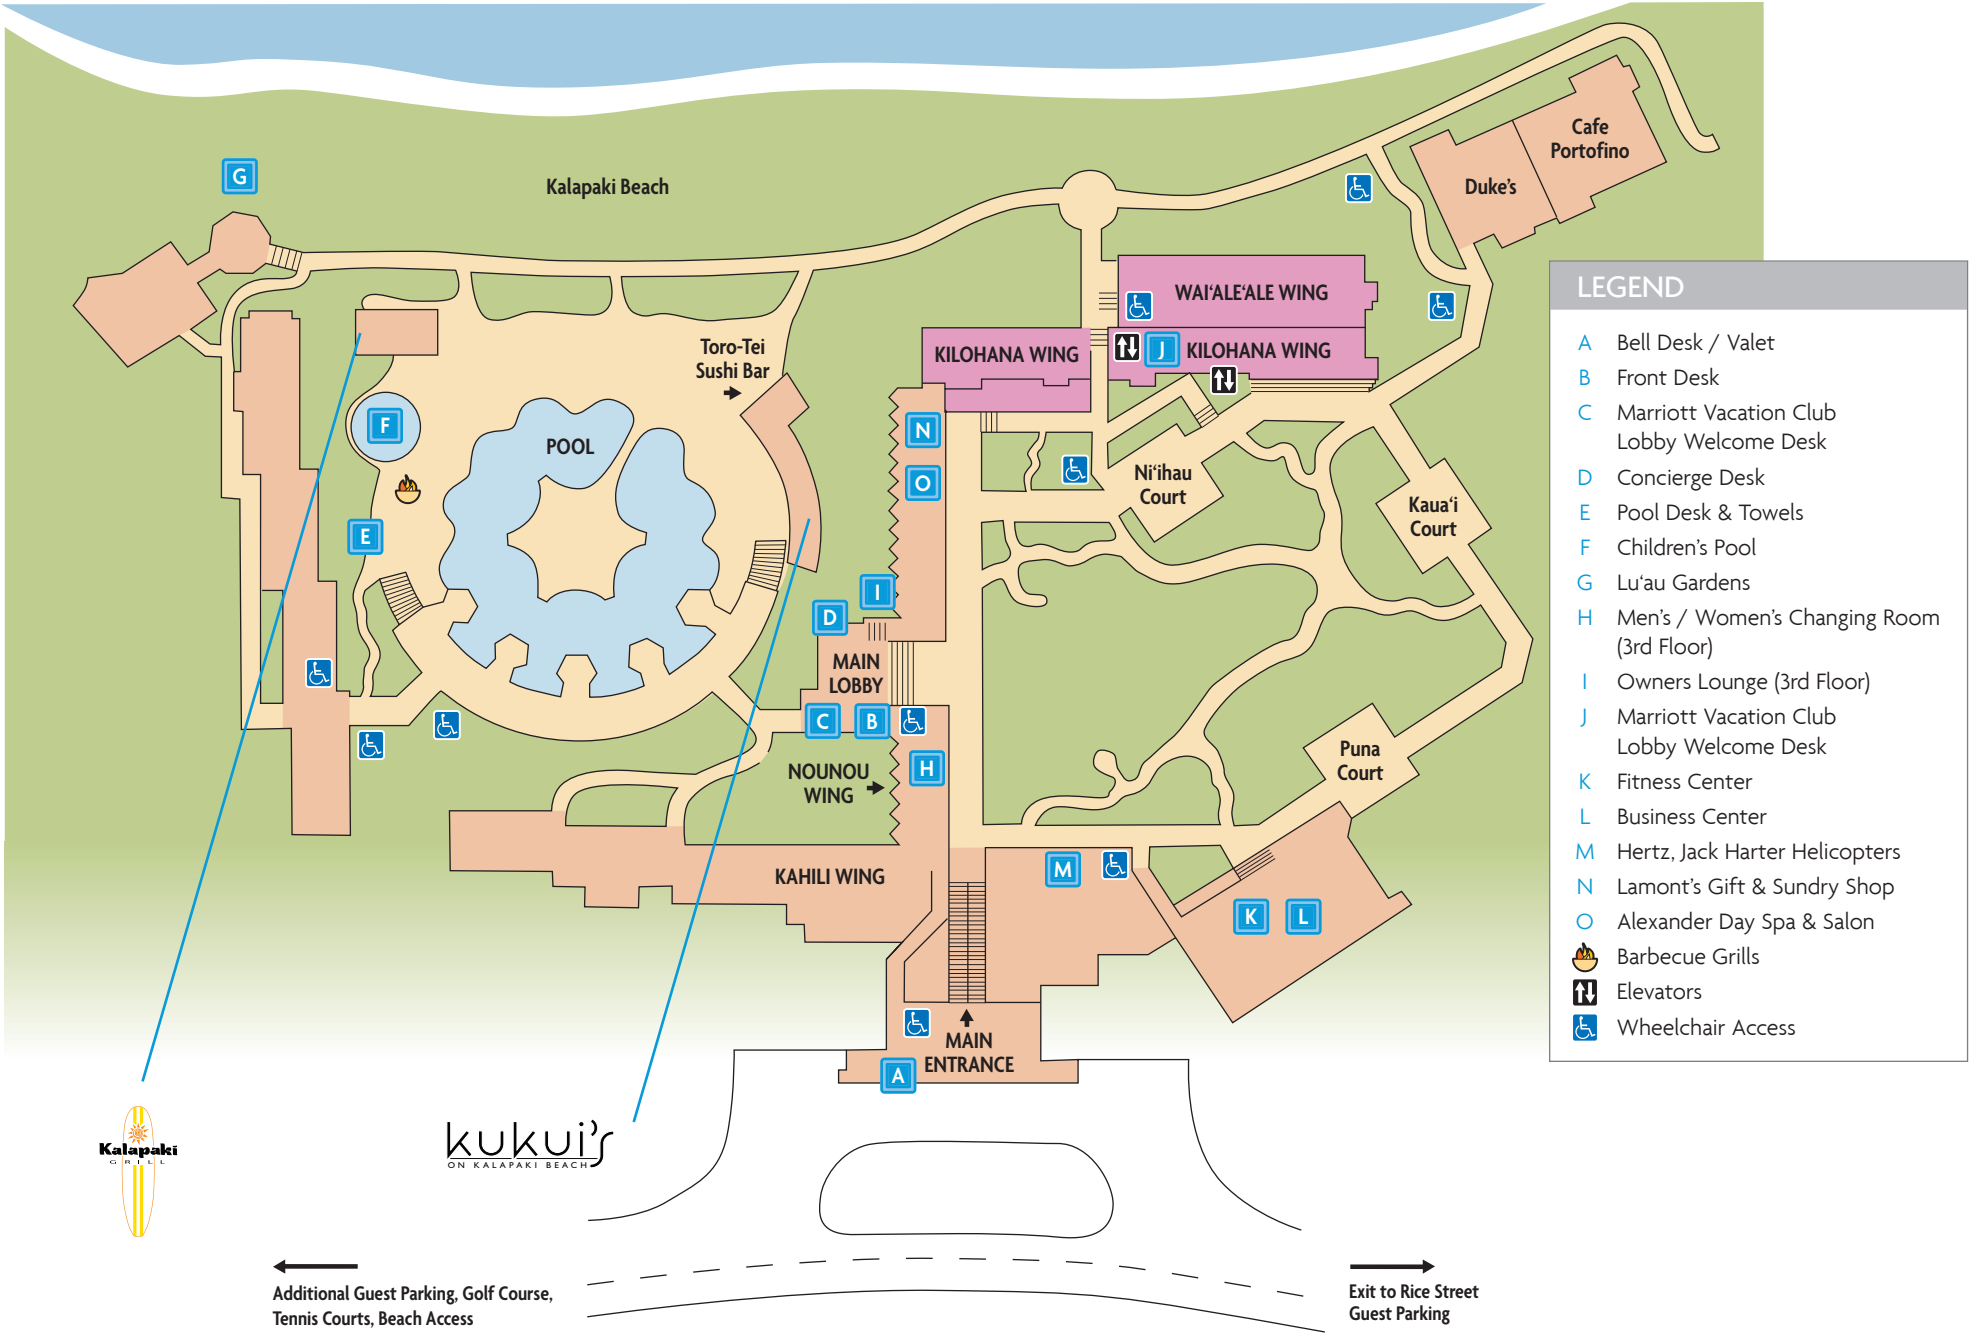 G
Kalapaki Beach
Cafe
Portofino
Duke's
WAI‘ALE‘ALE WING
KILOHANA WING
J
KILOHANA WING
Toro-Tei
Sushi Bar
F
POOL
N
O
Ni‘ihau
Court
Kaua‘i
Court
E
I
D
MAIN
LOBBY
C
B
H
NOUNOU
WING
Puna
Court
KAHILI WING
M
K
L
MAIN
ENTRANCE
A
Kalapaki
GRILL
kukui's
ON KALAPAKI BEACH
Additional Guest Parking, Golf Course,
Tennis Courts, Beach Access
Exit to Rice Street
Guest Parking
LEGEND
A Bell Desk / Valet
B Front Desk
C Marriott Vacation Club
Lobby Welcome Desk
D Concierge Desk
E Pool Desk & Towels
F Children's Pool
G Lu‘au Gardens
H Men's / Women's Changing Room
(3rd Floor)
I Owners Lounge (3rd Floor)
J Marriott Vacation Club
Lobby Welcome Desk
K Fitness Center
L Business Center
M Hertz, Jack Harter Helicopters
N Lamont's Gift & Sundry Shop
O Alexander Day Spa & Salon
Barbecue Grills
Elevators
Wheelchair Access